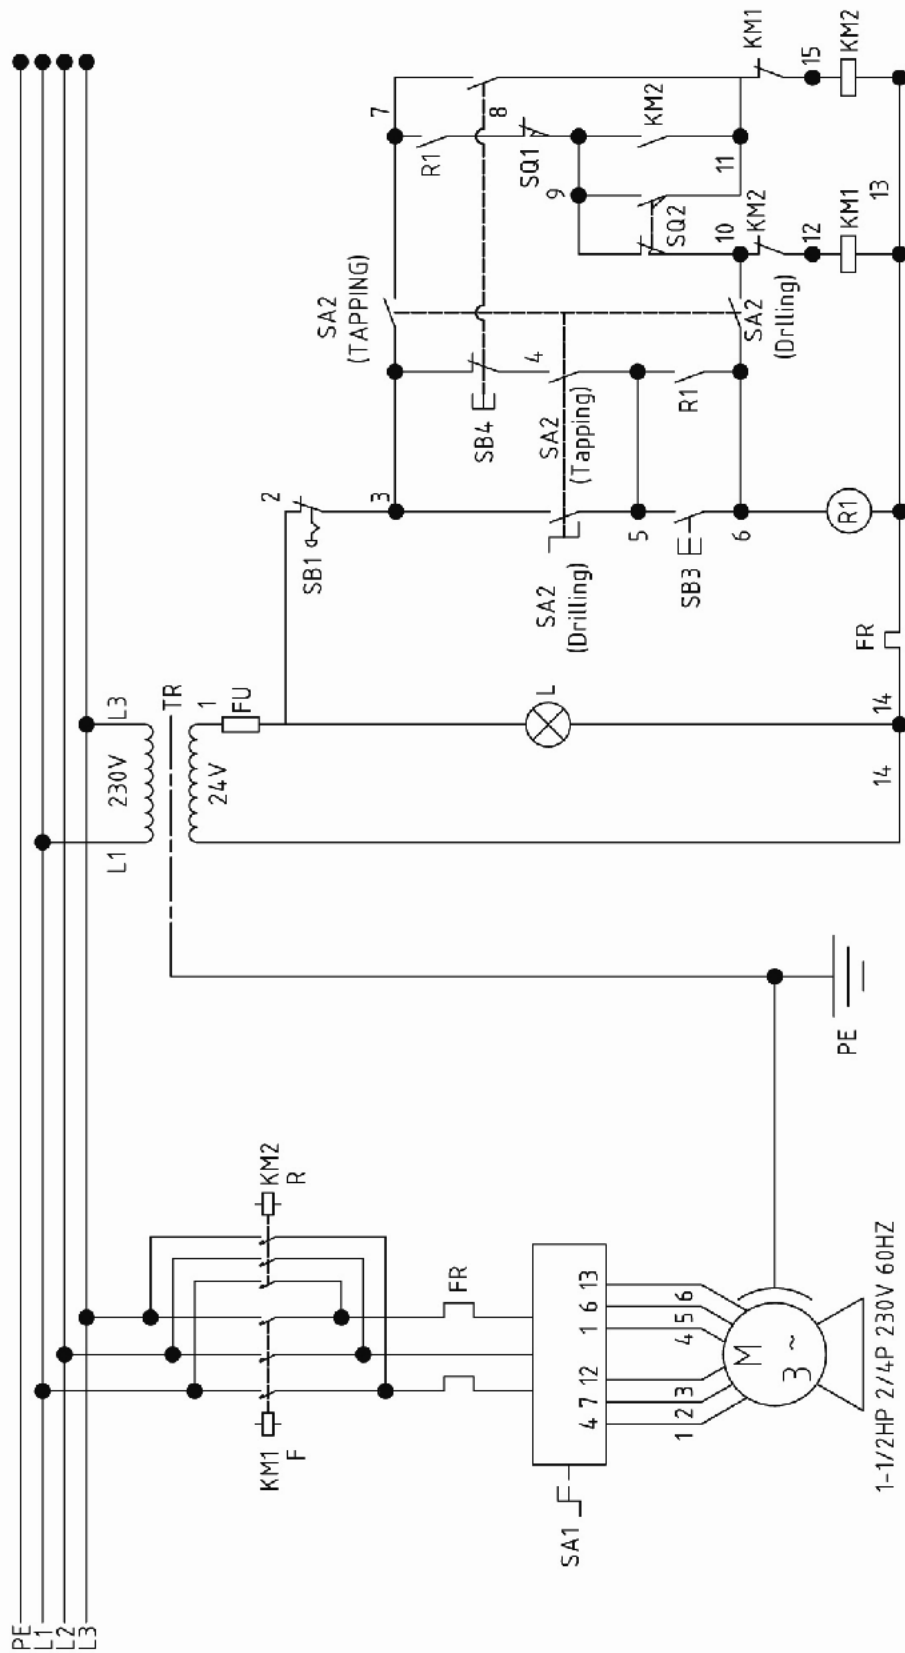 PE
L1
L2
L3
KM1
F
KM2
R
FR
SA1
4 7 12 1 6 13
1 2 3 4 5 6
M
3 ~
1-1/2HP 2/4P 230V 60HZ
PE
L1
230V
L3
TR
24V
1
FU
L
14
14
FR
2
SB1
3
SA2
(Drilling)
5
SB3
6
R1
SB4
4
SA2
(Tapping)
R1
SA2
(TAPPING)
SA2
(Drlling)
7
R1
8
SQ1
9
SQ2
10
KM2
12
KM1
13
KM2
11
KM1
15
KM2